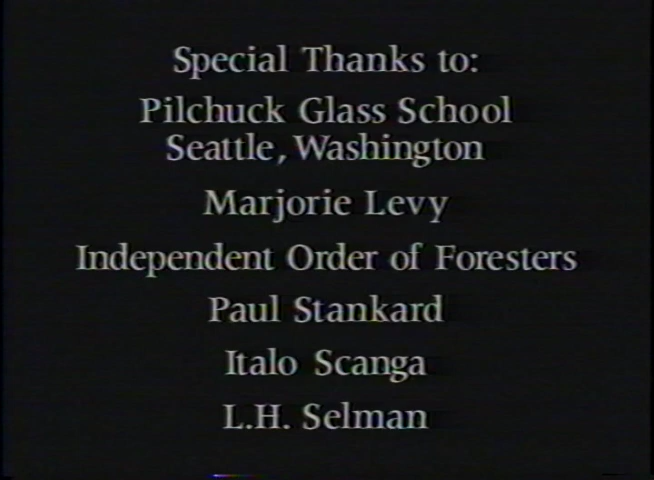 Special Thanks to:
Pilchuck Glass School
Seattle, Washington
Marjorie Levy
Independent Order of Foresters
Paul Stankard
Italo Scanga
L.H. Selman